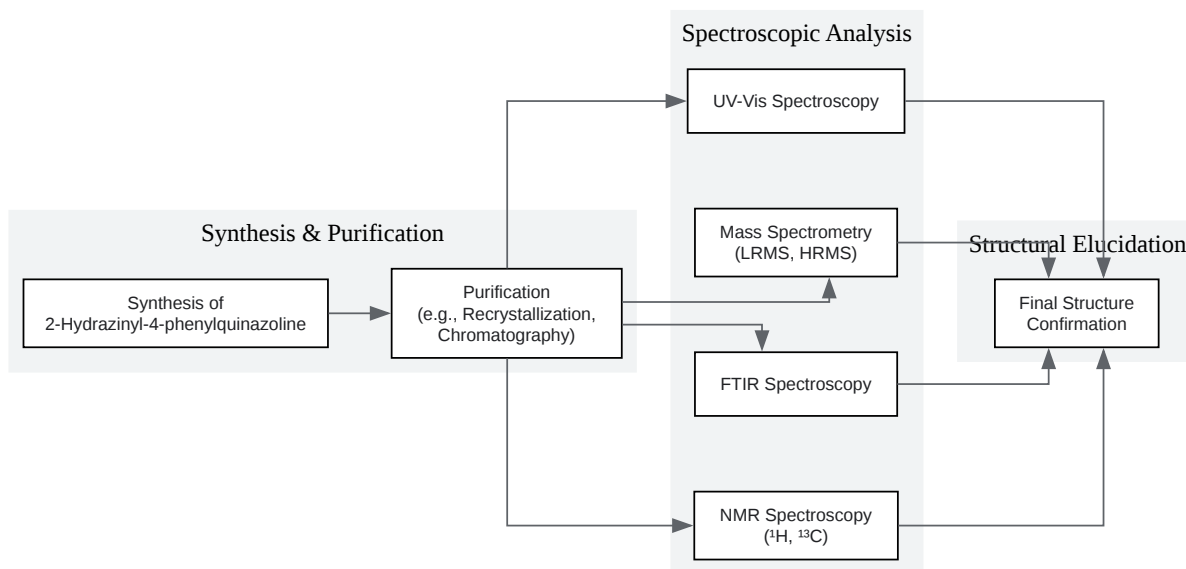 Spectroscopic Analysis
UV-Vis Spectroscopy
Synthesis & Purification
Mass Spectrometry
(LRMS, HRMS)
Structural Elucidation
Synthesis of
2-Hydrazinyl-4-phenylquinazoline
Purification
(e.g., Recrystallization,
Chromatography)
Final Structure
Confirmation
FTIR Spectroscopy
NMR Spectroscopy
(¹H, ¹³C)